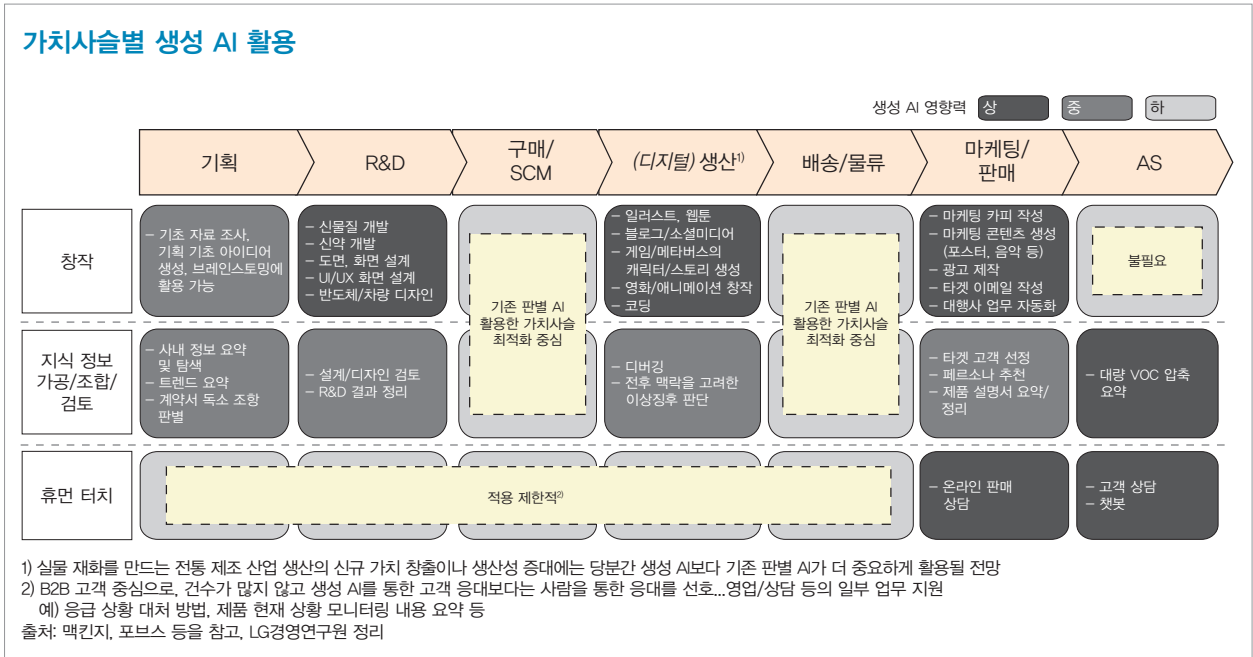 가치사슬별 생성 AI 활용
생성 AI 영향력 상 중 하
기획
R&D
구매/
SCM
(디지털) 생산1)
배송/물류
마케팅/
판매
AS
창작
– 기초 자료 조사,
기획 기초 아이디어
생성, 브레인스토밍에
활용 가능
– 신물질 개발
– 신약 개발
– 도면, 화면 설계
– UI/UX 화면 설계
– 반도체/차량 디자인
기존 판별 AI
활용한 가치사슬
최적화 중심
– 일러스트, 웹툰
– 블로그/소셜미디어
– 게임/메타버스의
캐릭터/스토리 생성
– 영화/애니메이션 창작
– 코딩
기존 판별 AI
활용한 가치사슬
최적화 중심
– 마케팅 카피 작성
– 마케팅 콘텐츠 생성
(포스터, 음악 등)
– 광고 제작
– 타겟 이메일 작성
– 대행사 업무 자동화
불필요
지식 정보
가공/조합/
검토
– 사내 정보 요약
및 탐색
– 트렌드 요약
– 계약서 독소 조항
판별
– 설계/디자인 검토
– R&D 결과 정리
– 디버깅
– 전후 맥락을 고려한
이상징후 판단
– 타겟 고객 선정
– 페르소나 추천
– 제품 설명서 요약/
정리
– 대량 VOC 압축
요약
휴먼 터치
적용 제한적2)
– 온라인 판매
상담
– 고객 상담
– 챗봇
1) 실물 재화를 만드는 전통 제조 산업 생산의 신규 가치 창출이나 생산성 증대에는 당분간 생성 AI보다 기존 판별 AI가 더 중요하게 활용될 전망
2) B2B 고객 중심으로, 건수가 많지 않고 생성 AI를 통한 고객 응대보다는 사람을 통한 응대를 선호...영업/상담 등의 일부 업무 지원
예) 응급 상황 대처 방법, 제품 현재 상황 모니터링 내용 요약 등
출처: 맥킨지, 포브스 등을 참고, LG경영연구원 정리